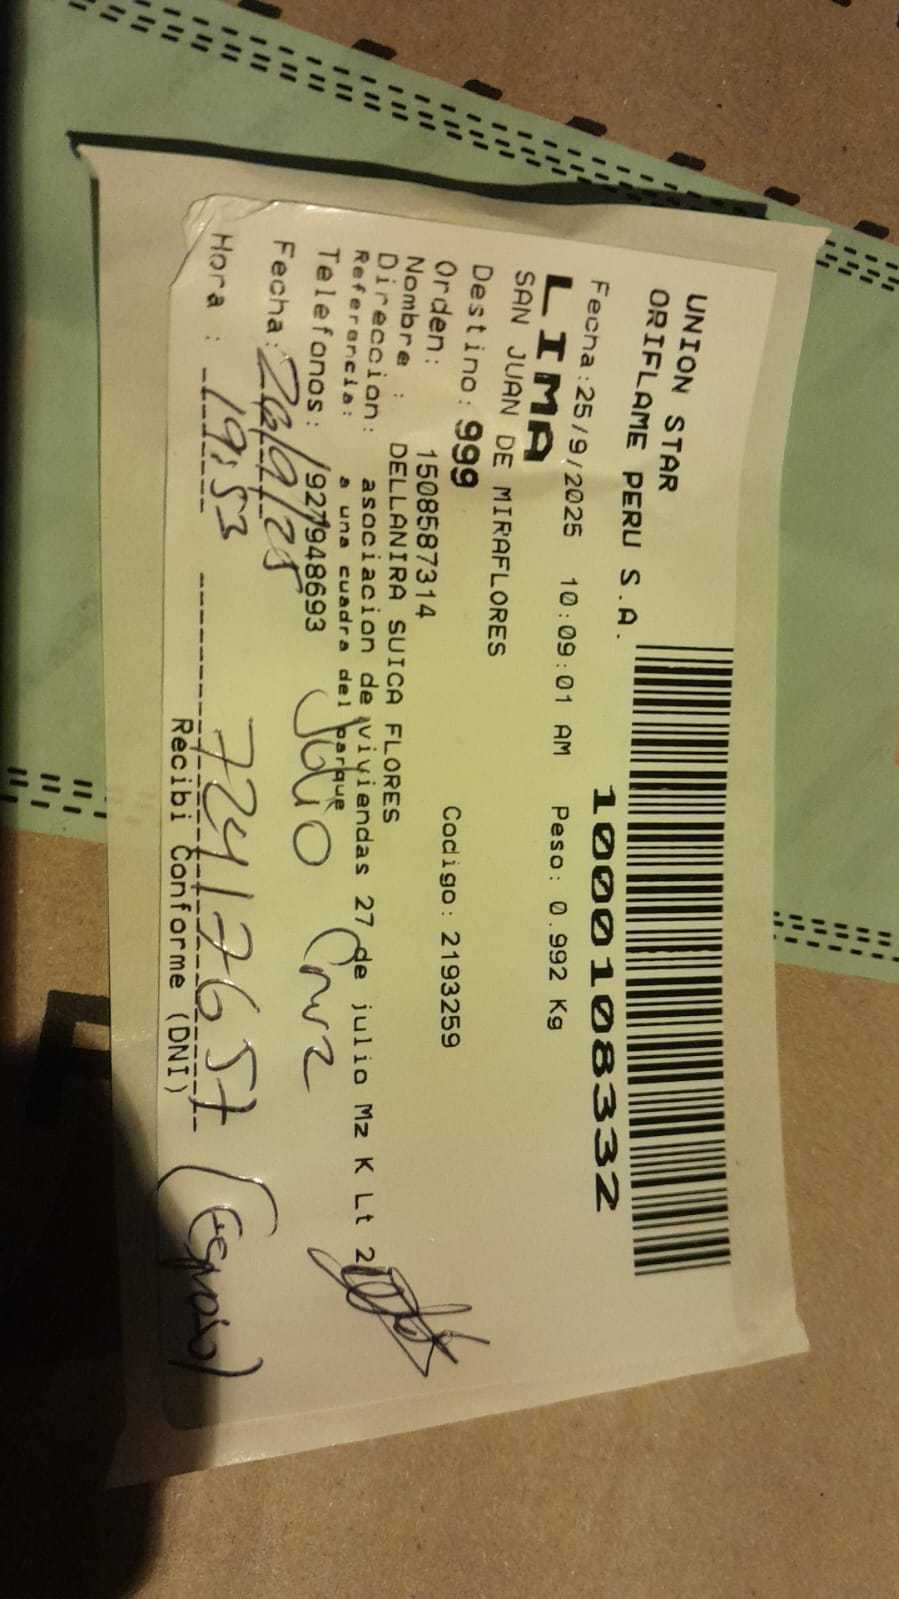 UNION STAR
ORIFLAME PERU S.A.
1000108332
Fecha:25/9/2025 10:09:01 AM Peso: 0.992 Kg
LIMA
SAN JUAN DE MIRAFLORES
Destino: 999
Orden: 1508587314 Codigo: 2193259
Nombre : DELLANIRA SUICA FLORES
Direccion: asociacion de viviendas 27 de julio Mz K Lt 2
Referencia: a una cuadra del parque
Telefonos: /927948693
Julio Cruz
Fecha: 26/9/25
Hora : 19:53 72417657 (Esposo)
Recibi Conforme (DNI)